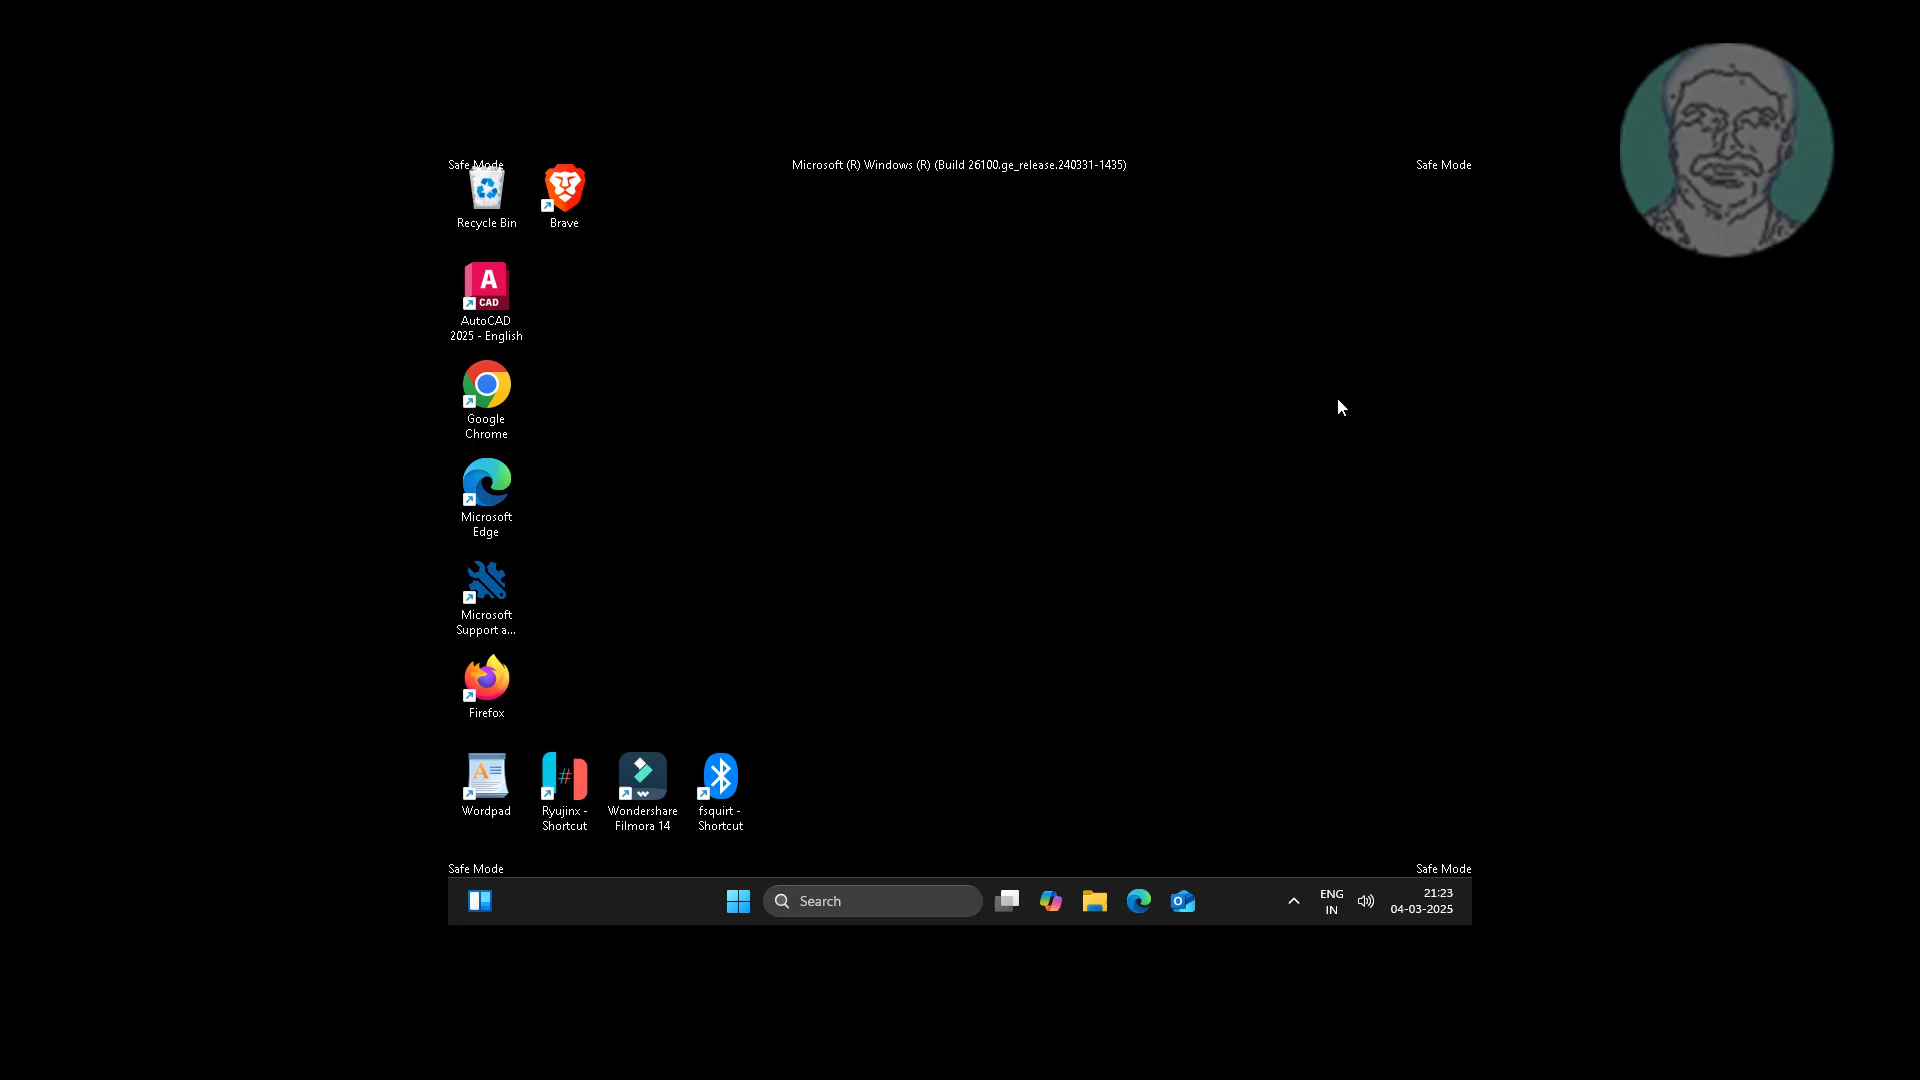 Safe Mode
Microsoft (R) Windows (R) (Build 26100.ge_release.240331-1435)
Safe Mode
Recycle Bin
Brave
A
CAD
AutoCAD
2025 - English
Google
Chrome
Microsoft
Edge
Microsoft
Support a...
Firefox
Wordpad
Ryujinx -
Shortcut
Wondershare
Filmora 14
fsquirt -
Shortcut
Safe Mode
Safe Mode
Search
ENG
IN
21:23
04-03-2025